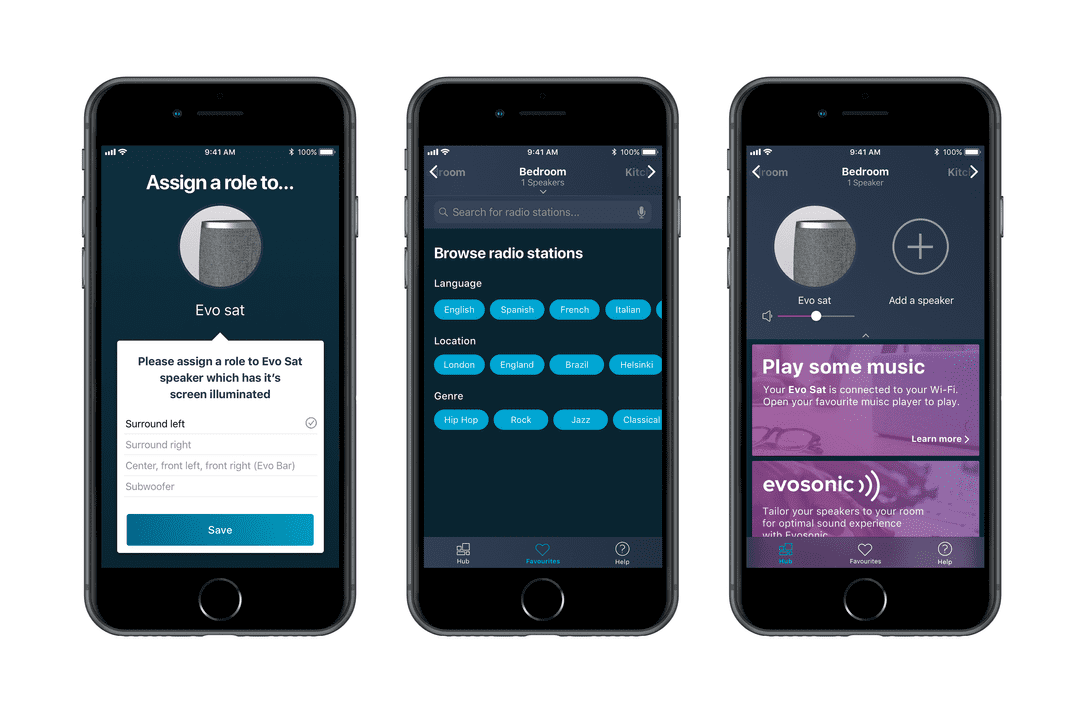 9:41 AM 100%
Assign a role to...
Evo sat
Please assign a role to Evo Sat
speaker which has it's
screen illuminated
Surround left
Surround right
Center, front left, front right (Evo Bar)
Subwoofer
Save
9:41 AM 100%
room Bedroom Kitc
1 Speakers
Search for radio stations...
Browse radio stations
Language
English Spanish French Italian
Location
London England Brazil Helsinki
Genre
Hip Hop Rock Jazz Classical
Hub Favourites Help
9:41 AM 100%
room Bedroom Kitc
1 Speaker
Evo sat Add a speaker
Play some music
Your Evo Sat is connected to your Wi-Fi.
Open your favourite muisc player to play.
Learn more
evosonic
Tailor your speakers to your room
for optimal sound experience
with Evosonic
Hub Favourites Help